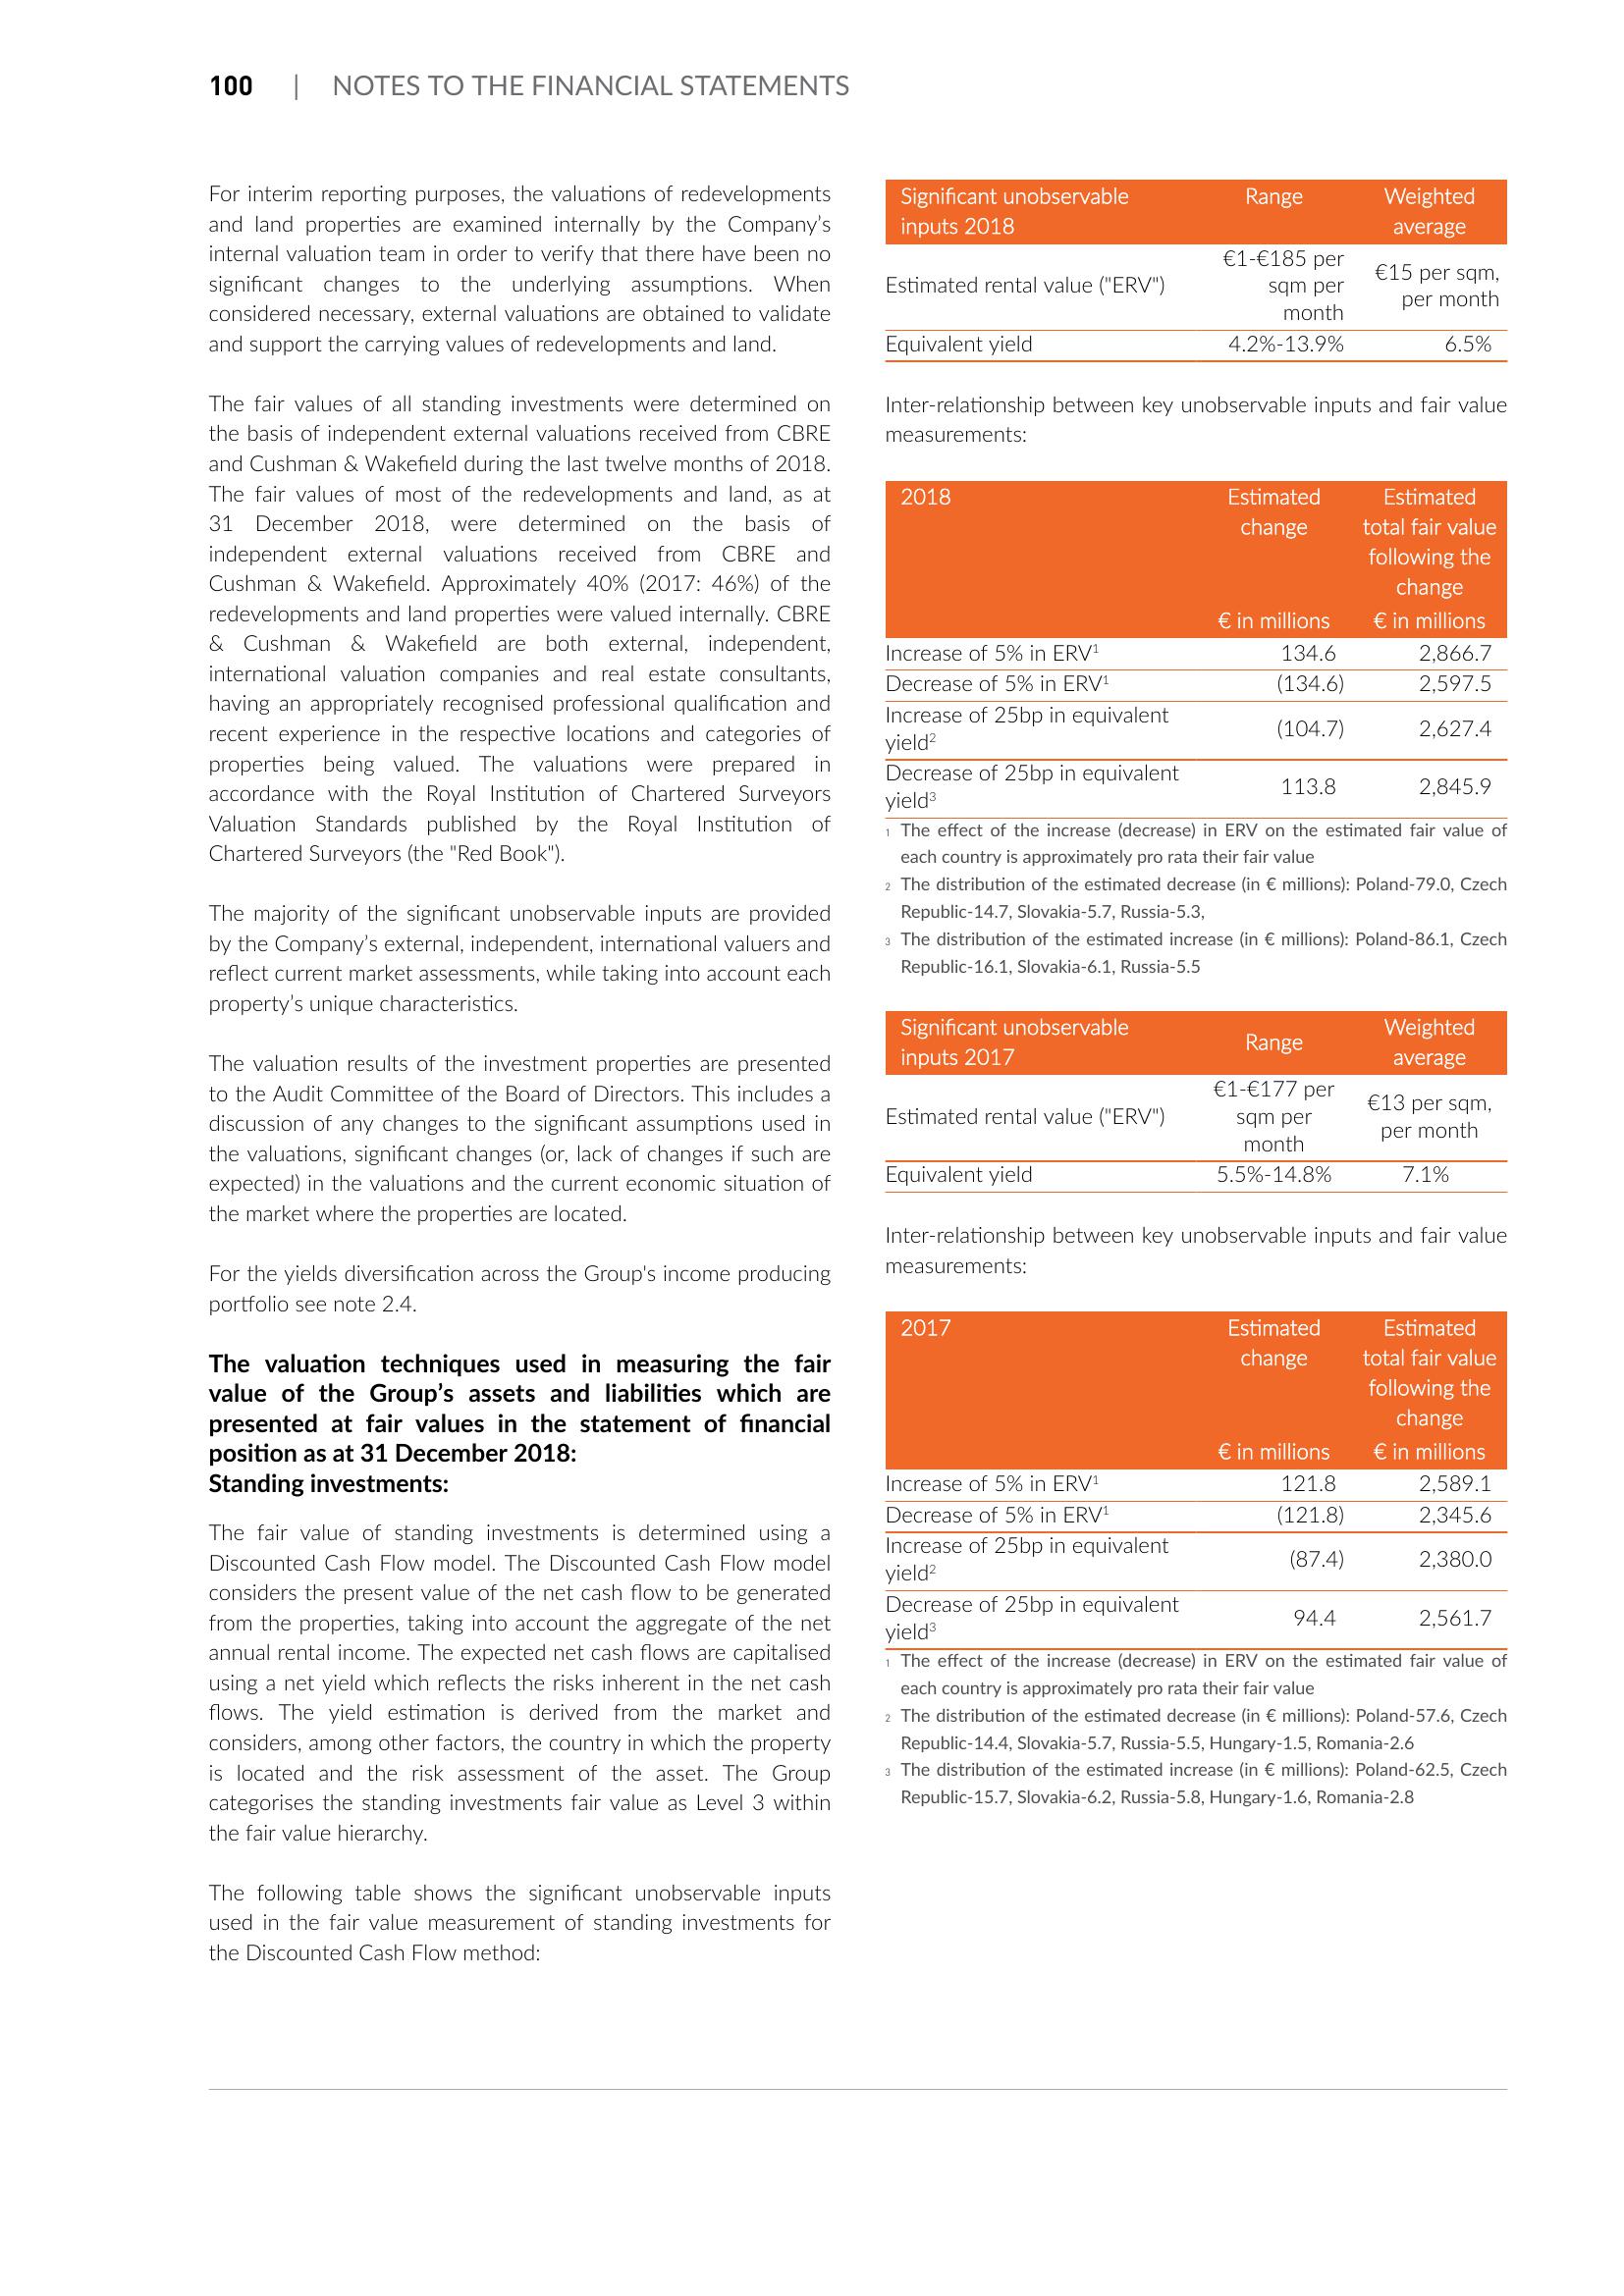 100 | NOTES TO THE FINANCIAL STATEMENTS
For interim reporting purposes, the valuations of redevelopments
and land properties are examined internally by the Company’s
internal valuation team in order to verify that there have been no
significant changes to the underlying assumptions. When
considered necessary, external valuations are obtained to validate
and support the carrying values of redevelopments and land.
The fair values of all standing investments were determined on
the basis of independent external valuations received from CBRE
and Cushman & Wakefield during the last twelve months of 2018.
The fair values of most of the redevelopments and land, as at
31 December 2018, were determined on the basis of
independent external valuations received from CBRE and
Cushman & Wakefield. Approximately 40% (2017: 46%) of the
redevelopments and land properties were valued internally. CBRE
& Cushman & Wakefield are both external, independent,
international valuation companies and real estate consultants,
having an appropriately recognised professional qualification and
recent experience in the respective locations and categories of
properties being valued. The valuations were prepared in
accordance with the Royal Institution of Chartered Surveyors
Valuation Standards published by the Royal Institution of
Chartered Surveyors (the "Red Book").
The majority of the significant unobservable inputs are provided
by the Company’s external, independent, international valuers and
reflect current market assessments, while taking into account each
property’s unique characteristics.
The valuation results of the investment properties are presented
to the Audit Committee of the Board of Directors. This includes a
discussion of any changes to the significant assumptions used in
the valuations, significant changes (or, lack of changes if such are
expected) in the valuations and the current economic situation of
the market where the properties are located.
For the yields diversification across the Group's income producing
portfolio see note 2.4.
The valuation techniques used in measuring the fair
value of the Group’s assets and liabilities which are
presented at fair values in the statement of financial
position as at 31 December 2018:
Standing investments:
The fair value of standing investments is determined using a
Discounted Cash Flow model. The Discounted Cash Flow model
considers the present value of the net cash flow to be generated
from the properties, taking into account the aggregate of the net
annual rental income. The expected net cash flows are capitalised
using a net yield which reflects the risks inherent in the net cash
flows. The yield estimation is derived from the market and
considers, among other factors, the country in which the property
is located and the risk assessment of the asset. The Group
categorises the standing investments fair value as Level 3 within
the fair value hierarchy.
The following table shows the significant unobservable inputs
used in the fair value measurement of standing investments for
the Discounted Cash Flow method:
Significant unobservable Range Weighted
inputs 2018 average
€1-€185 per
sqm per
month
Estimated rental value ("ERV")
€15 per sqm,
per month
Equivalent yield 4.2%-13.9% 6.5%
Inter-relationship between key unobservable inputs and fair value
measurements:
2018 Estimated Estimated
change total fair value
following the
change
€ in millions € in millions
Increase of 5% in ERV¹ 134.6 2,866.7
Decrease of 5% in ERV¹ (134.6) 2,597.5
Increase of 25bp in equivalent
yield² (104.7) 2,627.4
Decrease of 25bp in equivalent
yield³ 113.8 2,845.9
1 The effect of the increase (decrease) in ERV on the estimated fair value of
each country is approximately pro rata their fair value
2 The distribution of the estimated decrease (in € millions): Poland-79.0, Czech
Republic-14.7, Slovakia-5.7, Russia-5.3,
3 The distribution of the estimated increase (in € millions): Poland-86.1, Czech
Republic-16.1, Slovakia-6.1, Russia-5.5
Significant unobservable Range Weighted
inputs 2017 average
€1-€177 per
sqm per
month
Estimated rental value ("ERV")
€13 per sqm,
per month
Equivalent yield 5.5%-14.8% 7.1%
Inter-relationship between key unobservable inputs and fair value
measurements:
2017 Estimated Estimated
change total fair value
following the
change
€ in millions € in millions
Increase of 5% in ERV¹ 121.8 2,589.1
Decrease of 5% in ERV¹ (121.8) 2,345.6
Increase of 25bp in equivalent
yield² (87.4) 2,380.0
Decrease of 25bp in equivalent
yield³ 94.4 2,561.7
1 The effect of the increase (decrease) in ERV on the estimated fair value of
each country is approximately pro rata their fair value
2 The distribution of the estimated decrease (in € millions): Poland-57.6, Czech
Republic-14.4, Slovakia-5.7, Russia-5.5, Hungary-1.5, Romania-2.6
3 The distribution of the estimated increase (in € millions): Poland-62.5, Czech
Republic-15.7, Slovakia-6.2, Russia-5.8, Hungary-1.6, Romania-2.8